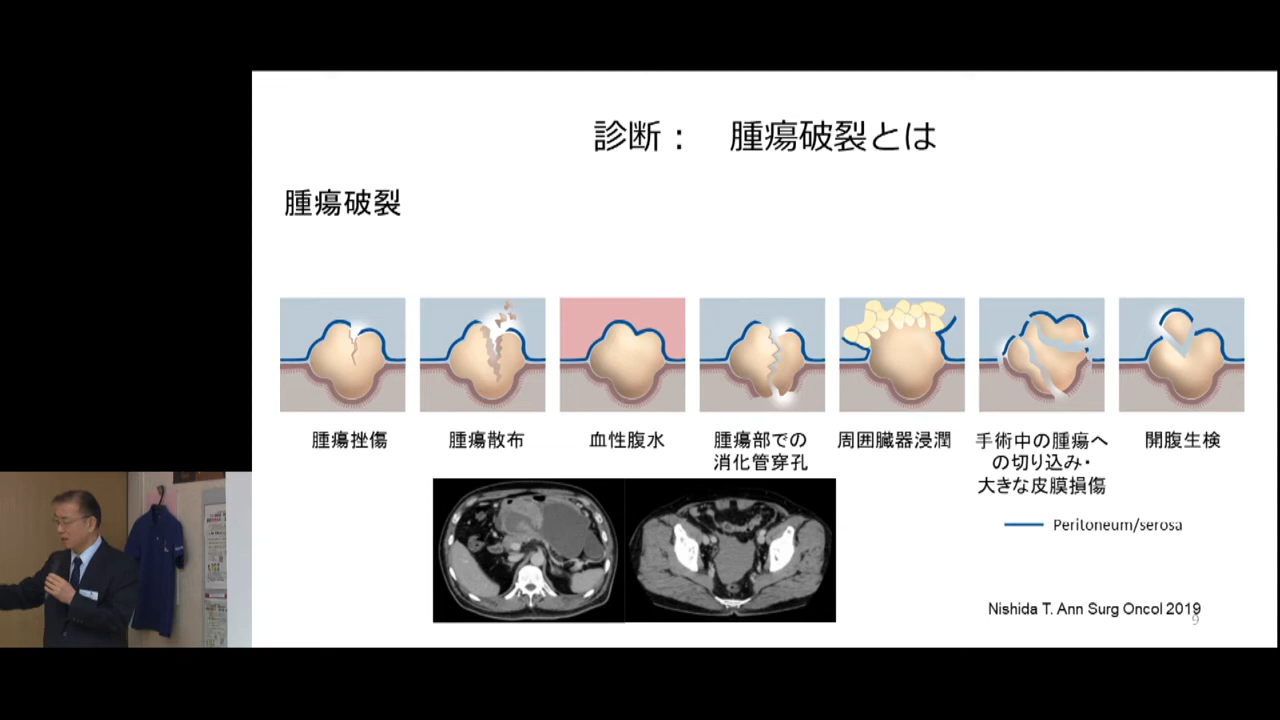 診断： 腫瘍破裂とは
腫瘍破裂
腫瘍挫傷
腫瘍散布
血性腹水
腫瘍部での
消化管穿孔
周囲臓器浸潤
手術中の腫瘍へ
の切り込み・
大きな皮膜損傷
開腹生検
Peritoneum/serosa
Nishida T. Ann Surg Oncol 2019
9